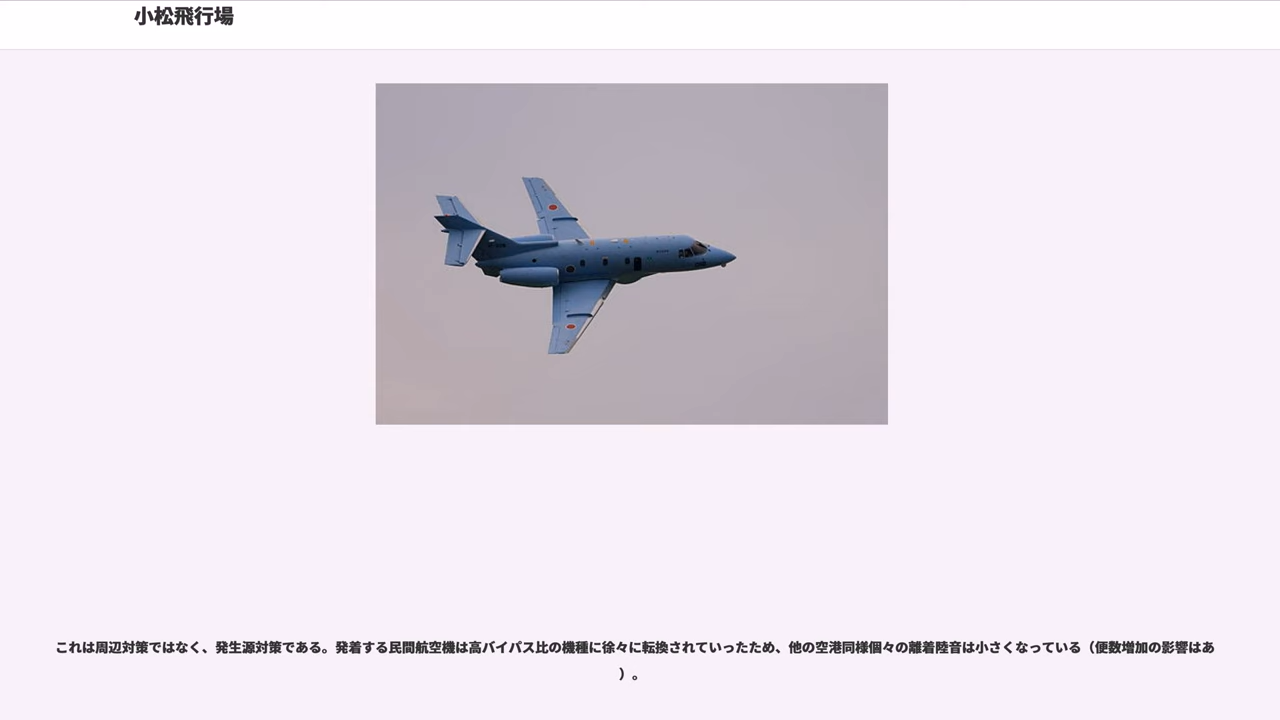 小松飛行場
これは周辺対策ではなく、発生源対策である。発着する民間航空機は高バイパス比の機種に徐々に転換されていったため、他の空港同様個々の離着陸音は小さくなっている（便数増加の影響はあ
）。